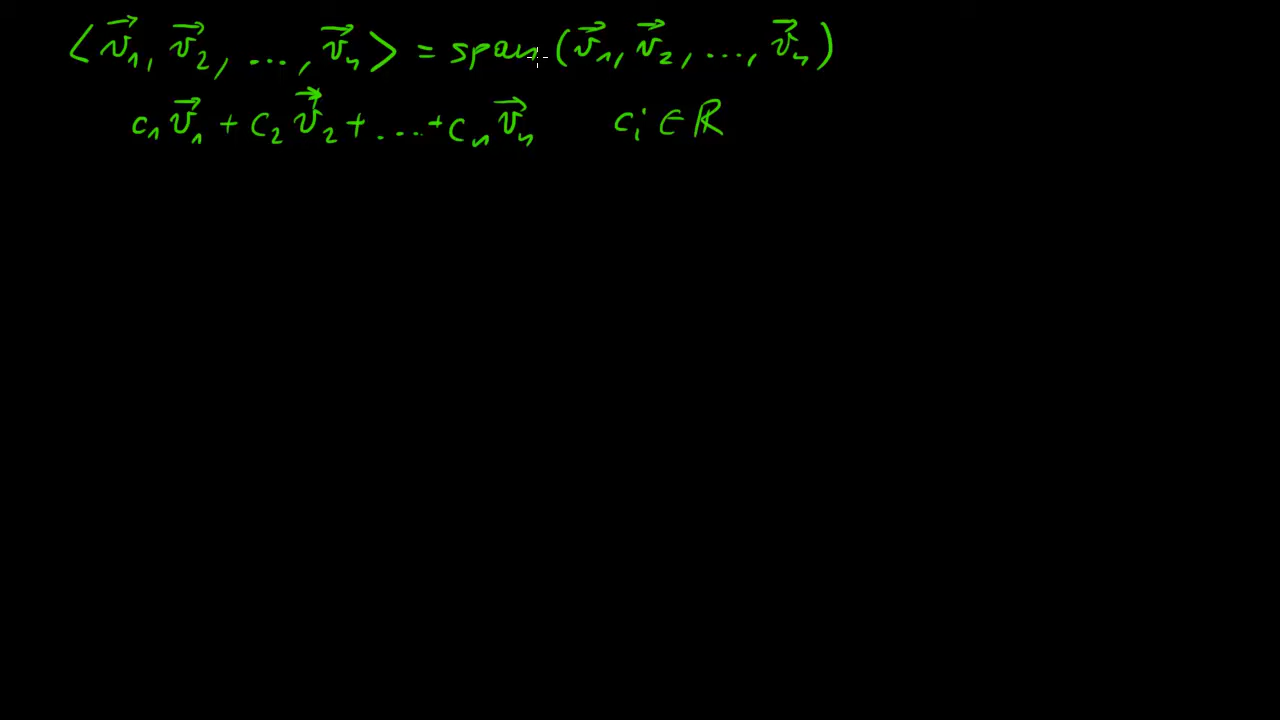 ⟨v⃗₁, v⃗₂, ..., v⃗ₙ⟩ = span(v⃗₁, v⃗₂, ..., v⃗ₙ)
c₁v⃗₁ + c₂v⃗₂ + ... + cₙv⃗ₙ cᵢ ∈ ℝ